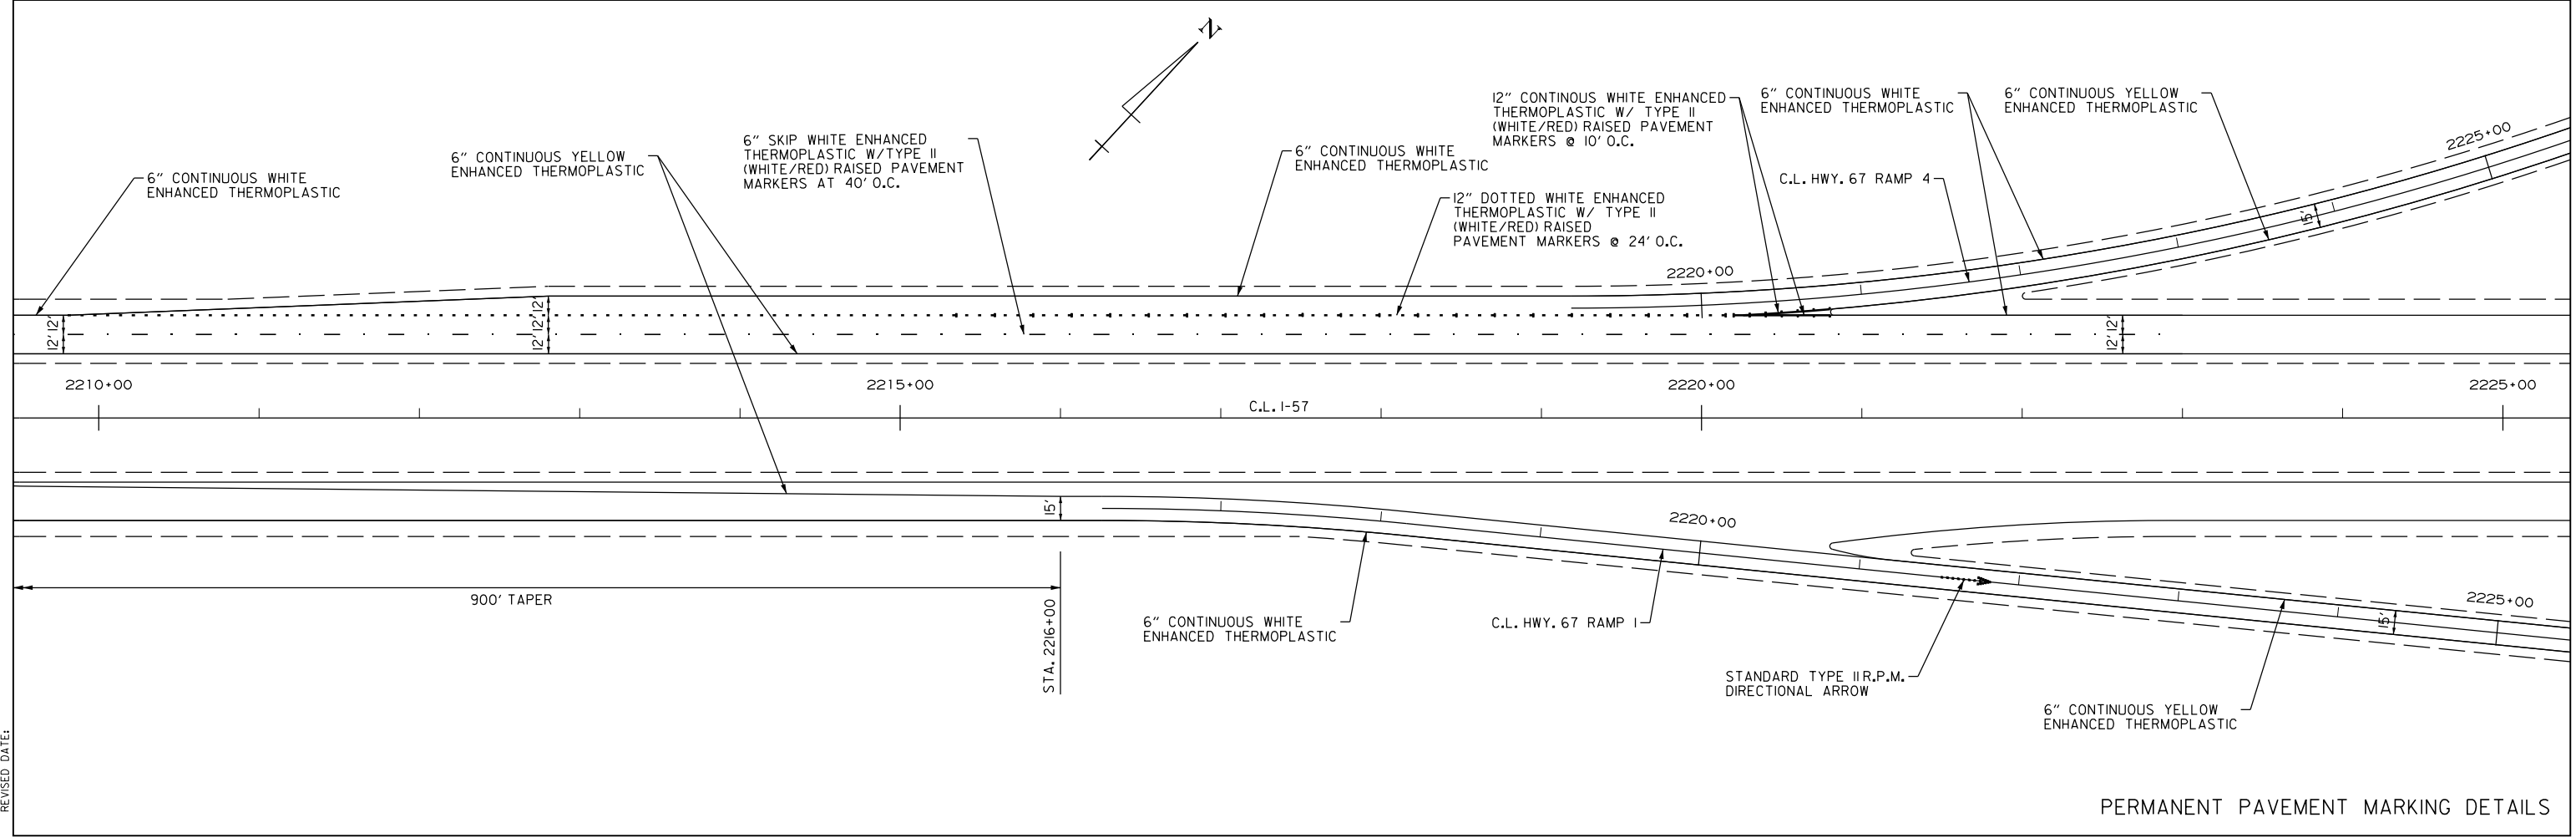 N
12" CONTINOUS WHITE ENHANCED
THERMOPLASTIC W/ TYPE II
(WHITE/RED) RAISED PAVEMENT
MARKERS @ 10' O.C.
6" CONTINUOUS WHITE
ENHANCED THERMOPLASTIC
6" CONTINUOUS YELLOW
ENHANCED THERMOPLASTIC
2225+00
6" CONTINUOUS WHITE
ENHANCED THERMOPLASTIC
6" CONTINUOUS YELLOW
ENHANCED THERMOPLASTIC
6" SKIP WHITE ENHANCED
THERMOPLASTIC W/TYPE II
(WHITE/RED) RAISED PAVEMENT
MARKERS AT 40' O.C.
6" CONTINUOUS WHITE
ENHANCED THERMOPLASTIC
C.L. HWY. 67 RAMP 4
12" DOTTED WHITE ENHANCED
THERMOPLASTIC W/ TYPE II
(WHITE/RED) RAISED
PAVEMENT MARKERS @ 24' O.C.
15'
2220+00
12' 12'
12' 12' 12'
12' 12'
2210+00
2215+00
2220+00
2225+00
C.L. I-57
15'
2220+00
900' TAPER
STA. 2216+00
6" CONTINUOUS WHITE
ENHANCED THERMOPLASTIC
C.L. HWY. 67 RAMP 1
2225+00
15'
STANDARD TYPE II R.P.M.
DIRECTIONAL ARROW
6" CONTINUOUS YELLOW
ENHANCED THERMOPLASTIC
REVISED DATE:
PERMANENT PAVEMENT MARKING DETAILS